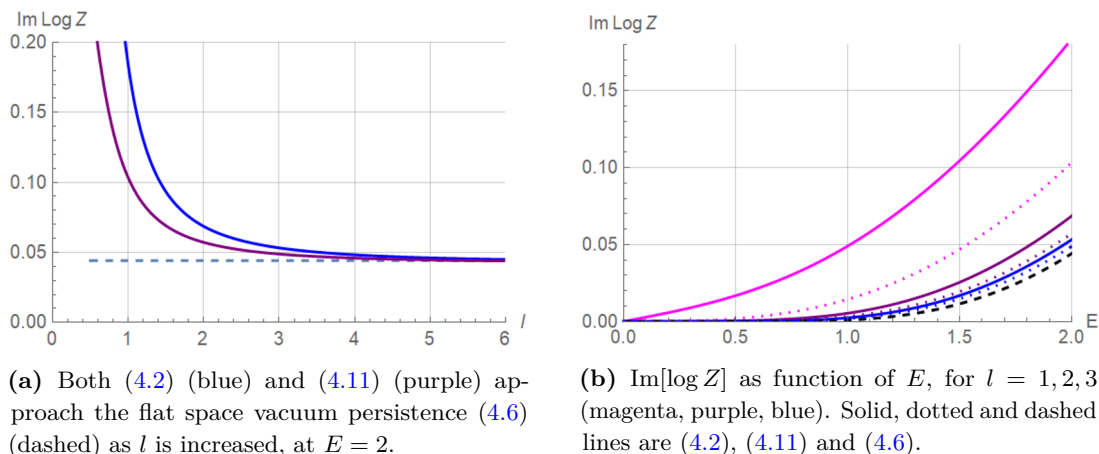 Im Log Z
0.20
0.15
0.10
0.05
0.00
0 1 2 3 4 5 6 l
(a) Both (4.2) (blue) and (4.11) (purple) ap-
proach the flat space vacuum persistence (4.6)
(dashed) as l is increased, at E = 2.
Im Log Z
0.15
0.10
0.05
0.00
0.0 0.5 1.0 1.5 2.0 E
(b) Im[log Z] as function of E, for l = 1, 2, 3
(magenta, purple, blue). Solid, dotted and dashed
lines are (4.2), (4.11) and (4.6).